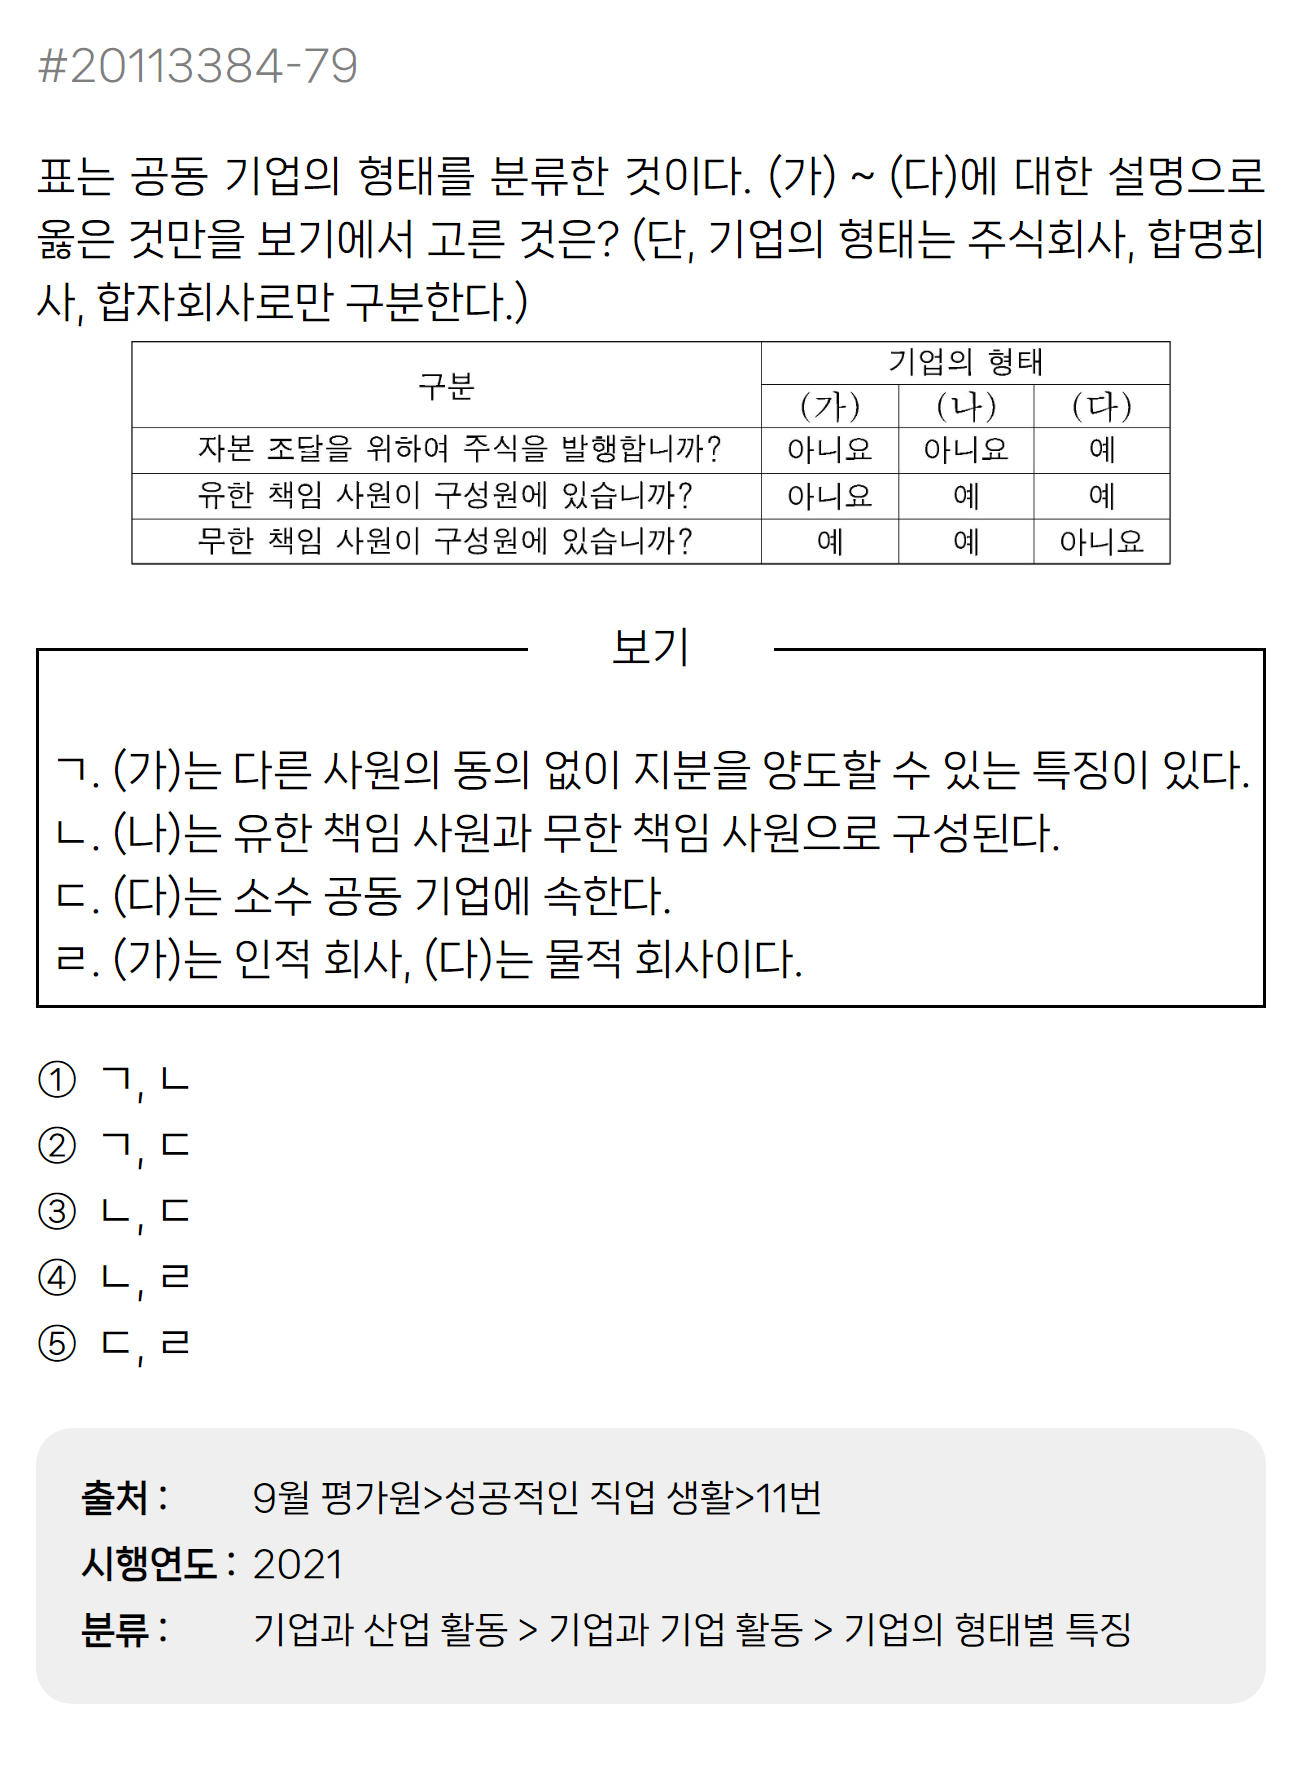 #20113384-79
표는 공동 기업의 형태를 분류한 것이다. (가) ~ (다)에 대한 설명으로
옳은 것만을 보기에서 고른 것은? (단, 기업의 형태는 주식회사, 합명회
사, 합자회사로만 구분한다.)
구분 기업의 형태
(가) (나) (다)
자본 조달을 위하여 주식을 발행합니까? 아니요 아니요 예
유한 책임 사원이 구성원에 있습니까? 아니요 예 예
무한 책임 사원이 구성원에 있습니까? 예 예 아니요
보기
ㄱ. (가)는 다른 사원의 동의 없이 지분을 양도할 수 있는 특징이 있다.
ㄴ. (나)는 유한 책임 사원과 무한 책임 사원으로 구성된다.
ㄷ. (다)는 소수 공동 기업에 속한다.
ㄹ. (가)는 인적 회사, (다)는 물적 회사이다.
① ㄱ, ㄴ
② ㄱ, ㄷ
③ ㄴ, ㄷ
④ ㄴ, ㄹ
⑤ ㄷ, ㄹ
출처 : 9월 평가원>성공적인 직업 생활>11번
시행연도 : 2021
분류 : 기업과 산업 활동 > 기업과 기업 활동 > 기업의 형태별 특징